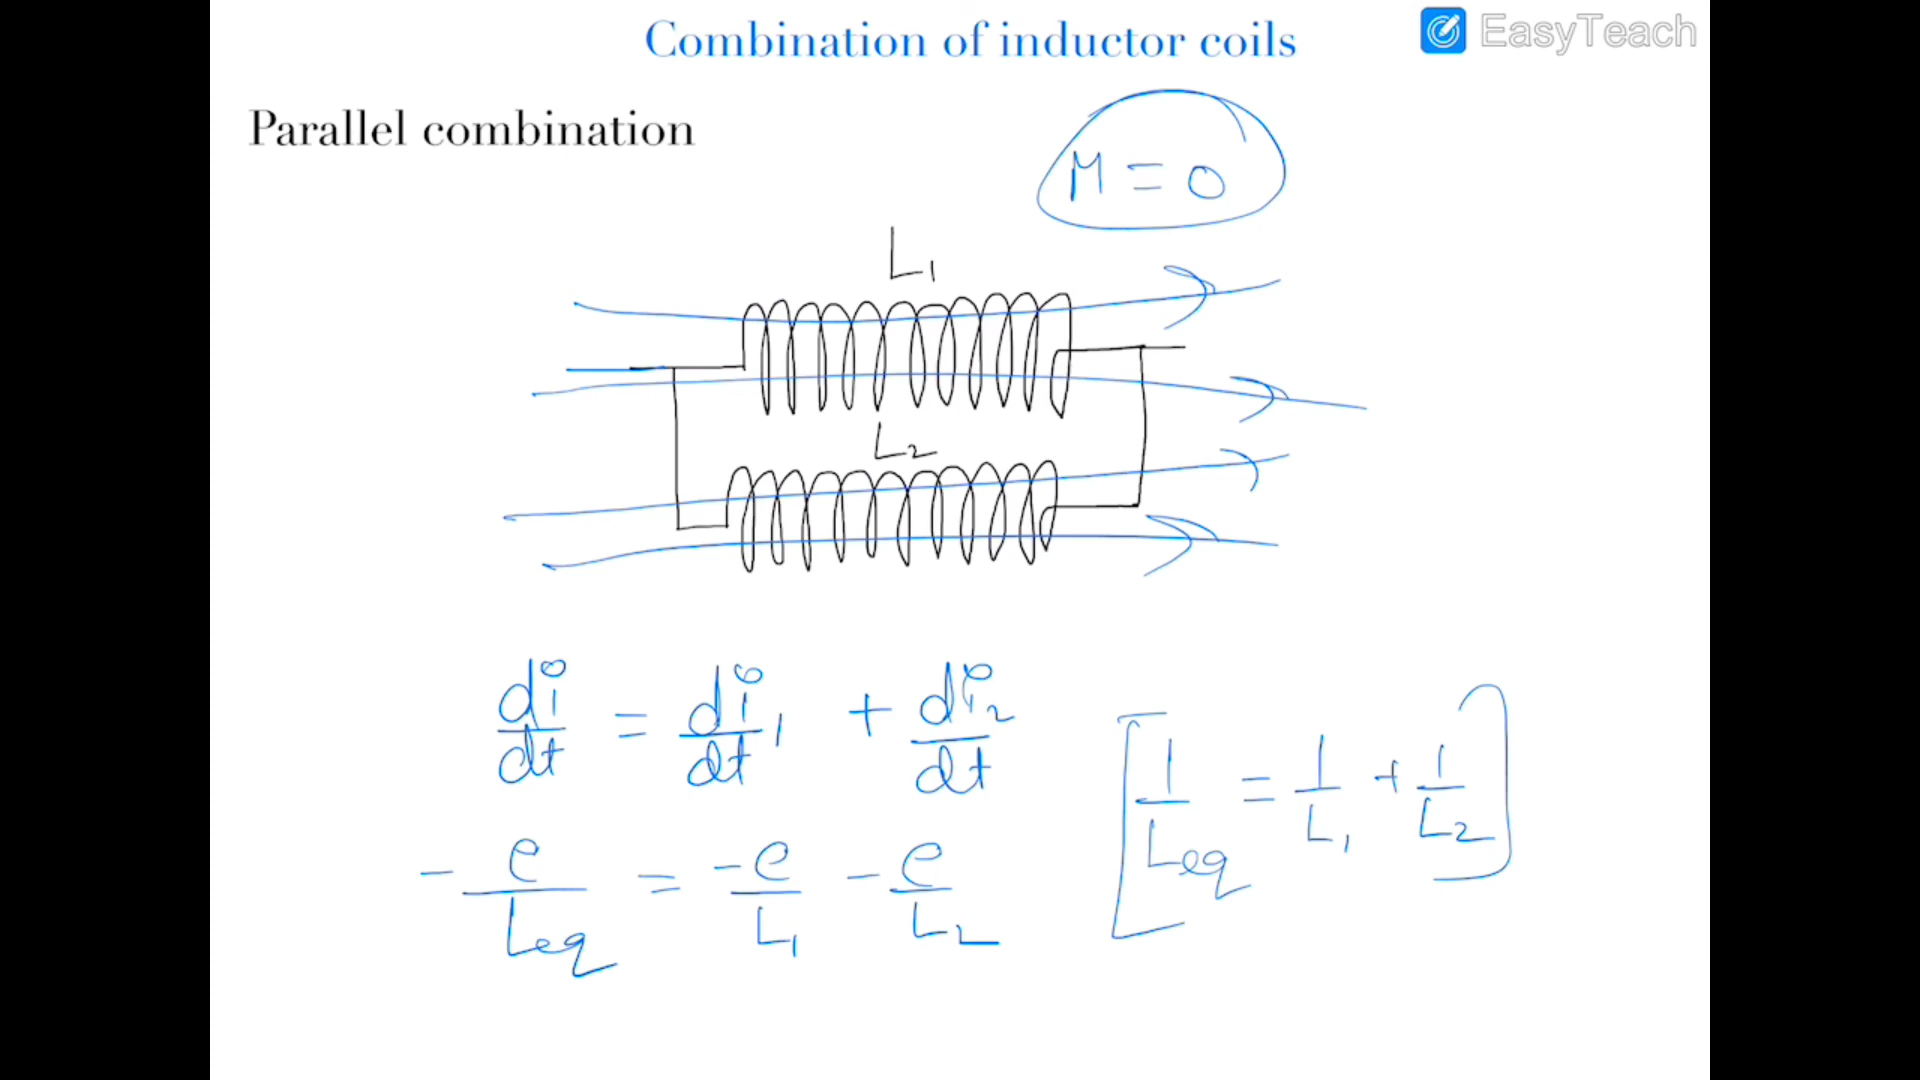 Combination of inductor coils
EasyTeach
Parallel combination
M = 0
L1
L2
di/dt = di1/dt + di2/dt
-e/Leq = -e/L1 - e/L2
[1/Leq = 1/L1 + 1/L2]